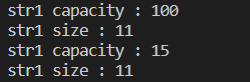 str1 capacity : 100
str1 size : 11
str1 capacity : 15
str1 size : 11